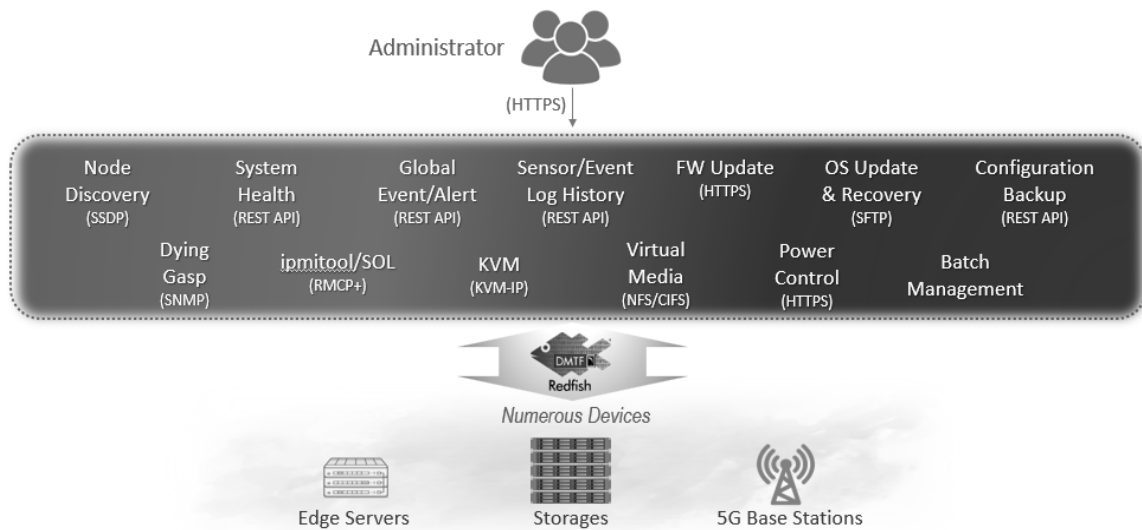 Administrator
(HTTPS)
Node
Discovery
(SSDP)
System
Health
(REST API)
Global
Event/Alert
(REST API)
Sensor/Event
Log History
(REST API)
FW Update
(HTTPS)
OS Update
& Recovery
(SFTP)
Configuration
Backup
(REST API)
Dying
Gasp
(SNMP)
ipmitool/SOL
(RMCP+)
KVM
(KVM-IP)
Virtual
Media
(NFS/CIFS)
Power
Control
(HTTPS)
Batch
Management
DMTF
Redfish
Numerous Devices
Edge Servers
Storages
5G Base Stations